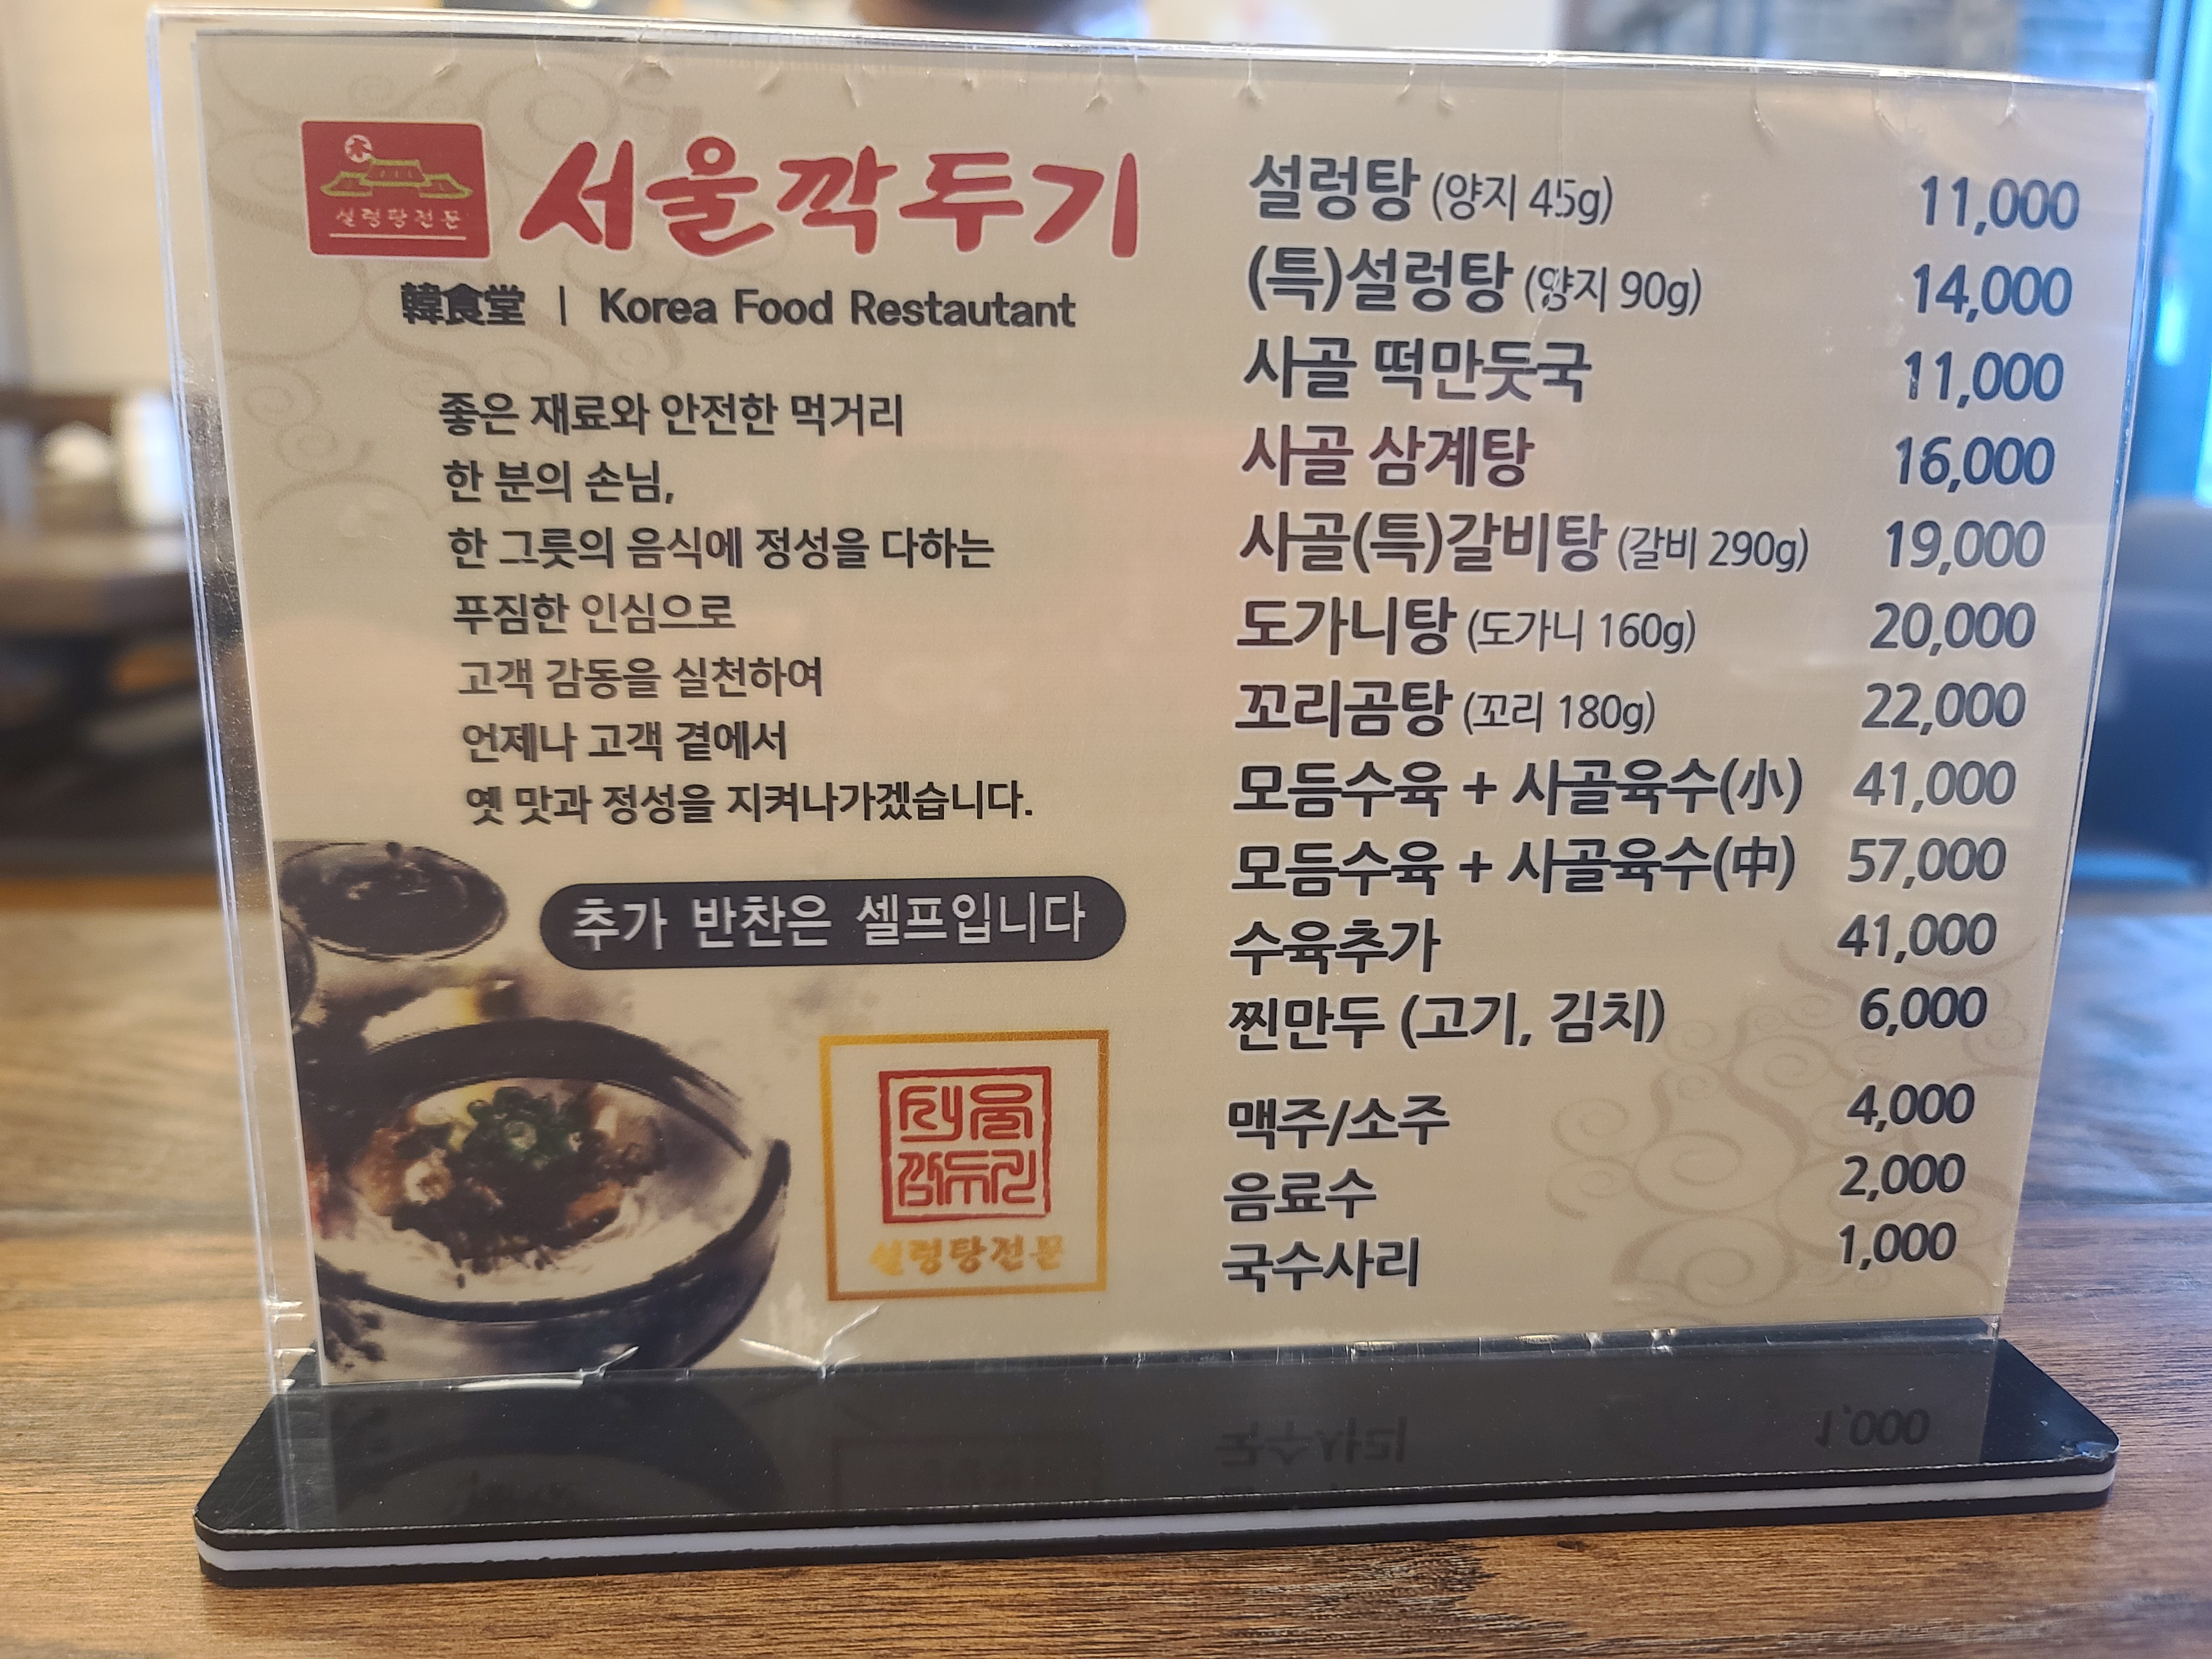 설렁탕전문
서울깍두기
韓食堂 | Korea Food Restautant
좋은 재료와 안전한 먹거리
한 분의 손님,
한 그릇의 음식에 정성을 다하는
푸짐한 인심으로
고객 감동을 실천하여
언제나 고객 곁에서
옛 맛과 정성을 지켜나가겠습니다.
추가 반찬은 셀프입니다
서울
깍두기
설렁탕전문
설렁탕 (양지 45g) 11,000
(특)설렁탕 (양지 90g) 14,000
사골 떡만둣국 11,000
사골 삼계탕 16,000
사골(특)갈비탕 (갈비 290g) 19,000
도가니탕 (도가니 160g) 20,000
꼬리곰탕 (꼬리 180g) 22,000
모듬수육 + 사골육수(小) 41,000
모듬수육 + 사골육수(中) 57,000
수육추가 41,000
찐만두 (고기, 김치) 6,000
맥주/소주 4,000
음료수 2,000
국수사리 1,000